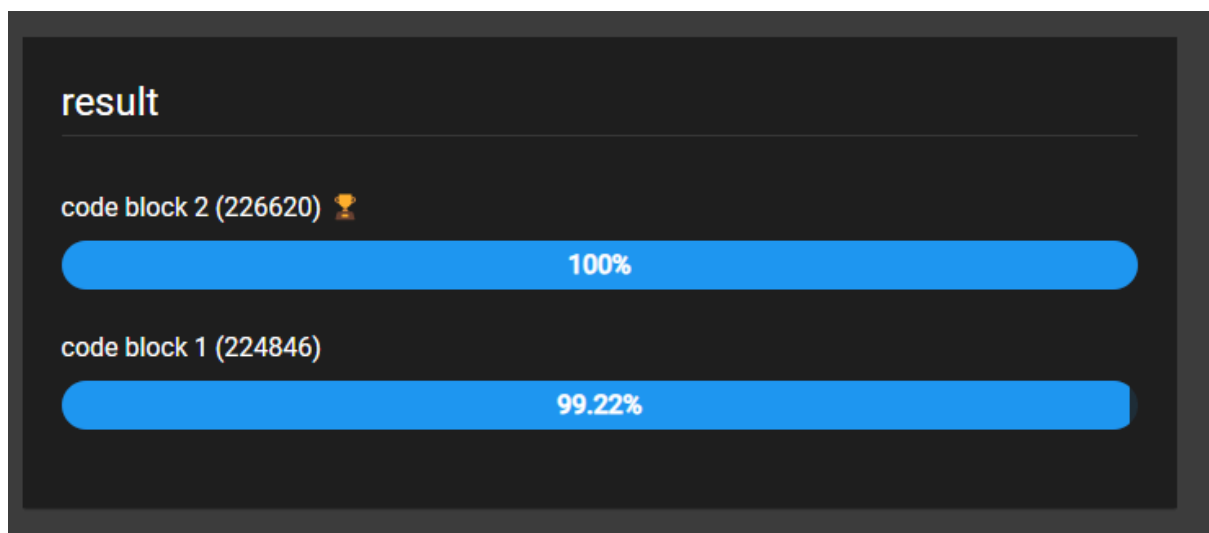 result
code block 2 (226620) 🏆
100%
code block 1 (224846)
99.22%